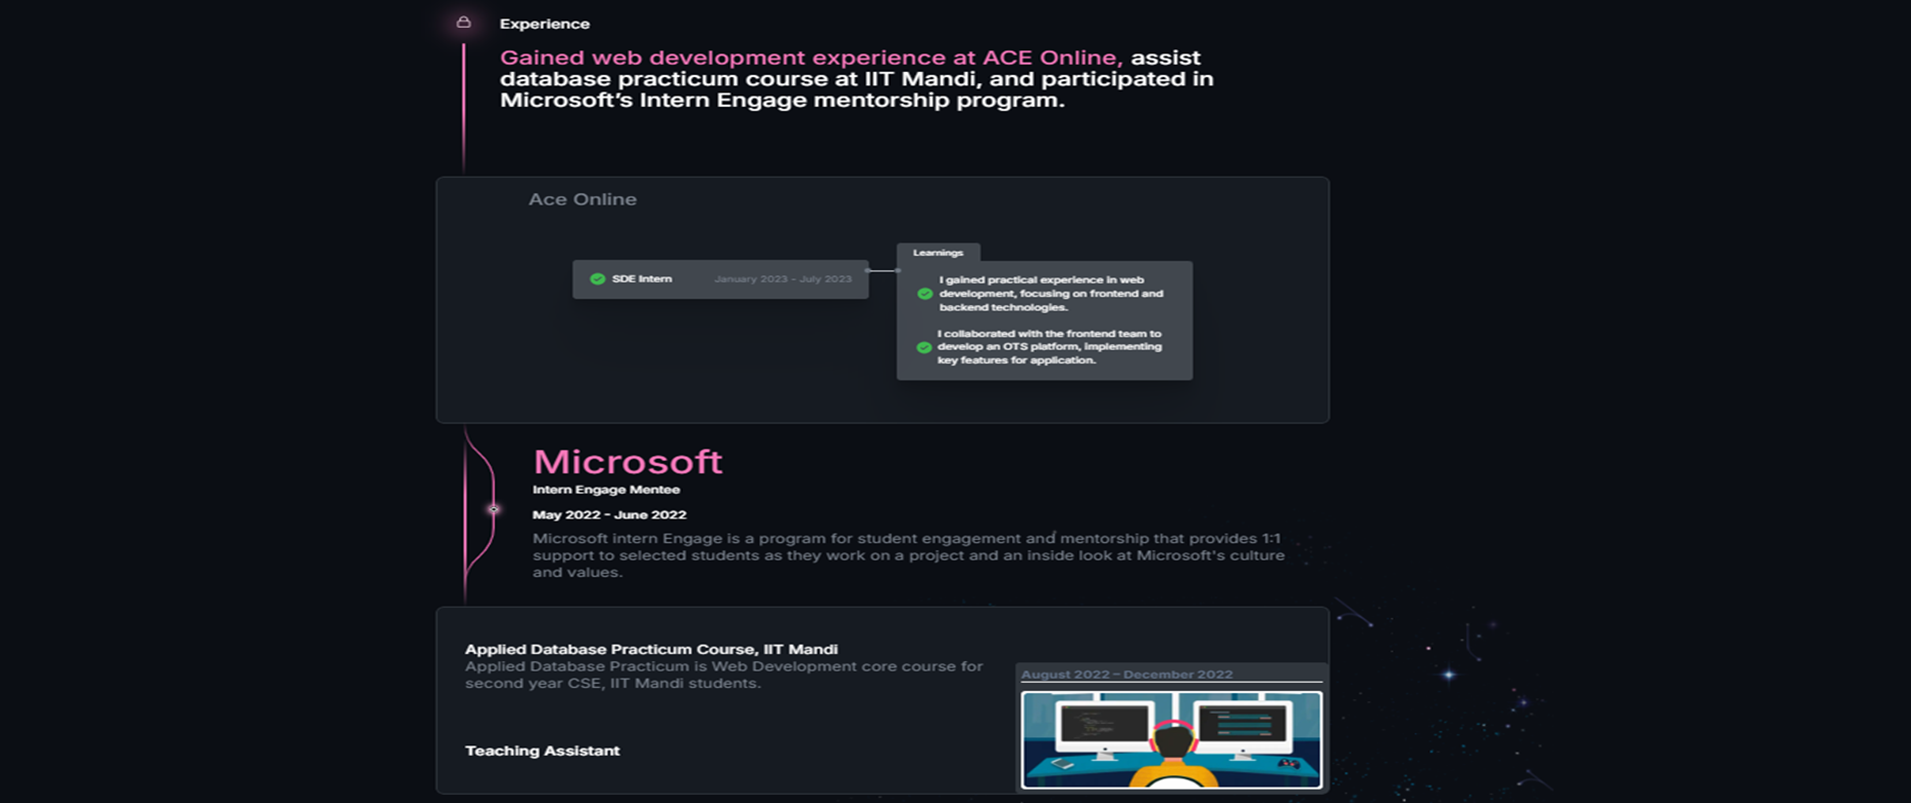 Experience
Gained web development experience at ACE Online, assist
database practicum course at IIT Mandi, and participated in
Microsoft's Intern Engage mentorship program.
Ace Online
SDE Intern January 2023 - July 2023
Learnings
I gained practical experience in web
development, focusing on frontend and
backend technologies.
I collaborated with the frontend team to
develop an OTS platform, implementing
key features for application.
Microsoft
Intern Engage Mentee
May 2022 - June 2022
Microsoft intern Engage is a program for student engagement and mentorship that provides 1:1
support to selected students as they work on a project and an inside look at Microsoft's culture
and values.
Applied Database Practicum Course, IIT Mandi
Applied Database Practicum is Web Development core course for
second year CSE, IIT Mandi students.
August 2022 – December 2022
Teaching Assistant